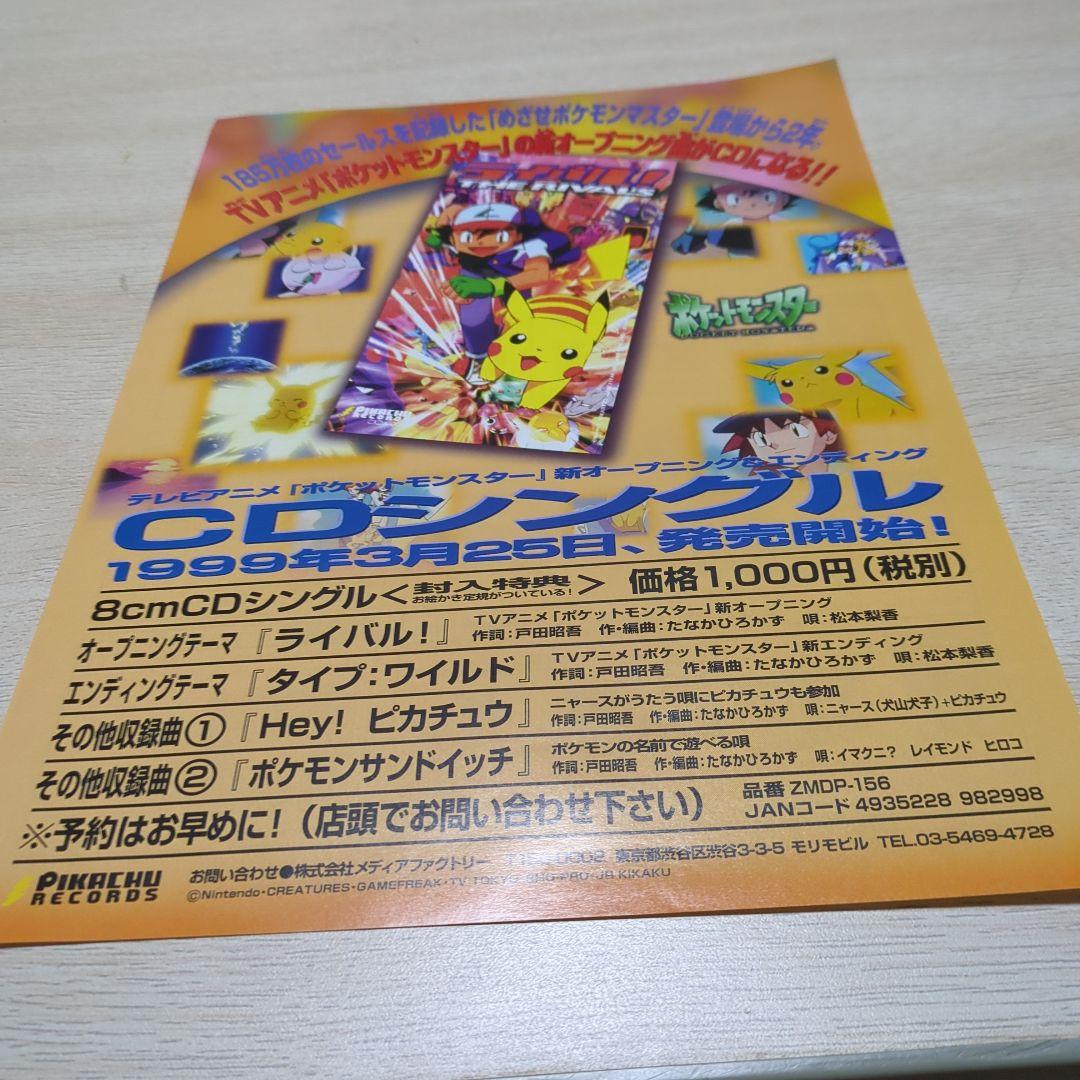 185万枚のセールスを記録した「めざせポケモンマスター」登場から2年。
TVアニメ「ポケットモンスター」の新オープニング曲がCDになる!!
ライバル!
THE RIVALS
ポケットモンスター
PIKACHU
RECORDS
テレビアニメ「ポケットモンスター」新オープニング&エンディング
CDシングル
1999年3月25日、発売開始!
8cmCDシングル<封入特典 お絵かき定規がついている!> 価格1,000円(税別)
オープニングテーマ『ライバル!』TVアニメ「ポケットモンスター」新オープニング
作詞:戸田昭吾 作・編曲:たなかひろかず 唄:松本梨香
エンディングテーマ『タイプ:ワイルド』TVアニメ「ポケットモンスター」新エンディング
作詞:戸田昭吾 作・編曲:たなかひろかず 唄:松本梨香
その他収録曲①『Hey! ピカチュウ』ニャースがうたう唄にピカチュウも参加
作詞:戸田昭吾 作・編曲:たなかひろかず 唄:ニャース(犬山犬子)+ピカチュウ
その他収録曲②『ポケモンサンドイッチ』ポケモンの名前で遊べる唄
作詞:戸田昭吾 作・編曲:たなかひろかず 唄:イマクニ? レイモンド ヒロコ
※予約はお早めに!(店頭でお問い合わせ下さい) 品番 ZMDP-156
JANコード 4935228 982998
PIKACHU
RECORDS
お問い合わせ●株式会社メディアファクトリー 東京都渋谷区渋谷3-3-5 モリモビル TEL.03-5469-4728
©Nintendo・CREATURES・GAMEFREAK・TV TOKYO・SHO-PRO・JR KIKAKU